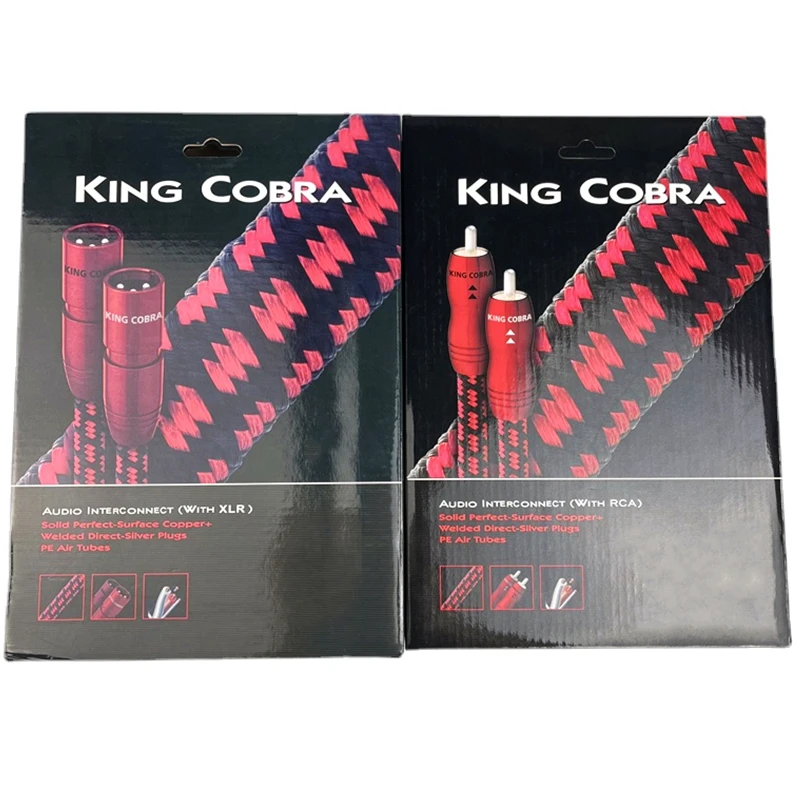 KING COBRA
KING COBRA
KING COBRA
AUDIO INTERCONNECT (WITH XLR)
Solid Perfect-Surface Copper+
Welded Direct-Silver Plugs
PE Air Tubes
KING COBRA
KING COBRA
KING COBRA
AUDIO INTERCONNECT (WITH RCA)
Solid Perfect-Surface Copper+
Welded Direct-Silver Plugs
PE Air Tubes